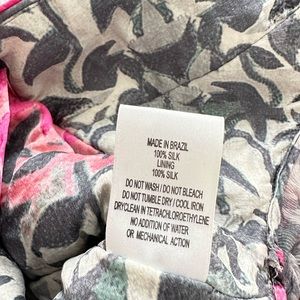 MADE IN BRAZIL
100% SILK
LINING
100% SILK
DO NOT WASH / DO NOT BLEACH
DO NOT TUMBLE DRY / COOL IRON
DRYCLEAN IN TETRACHLOROETHYLENE
NO ADDITION OF WATER
OR MECHANICAL ACTION